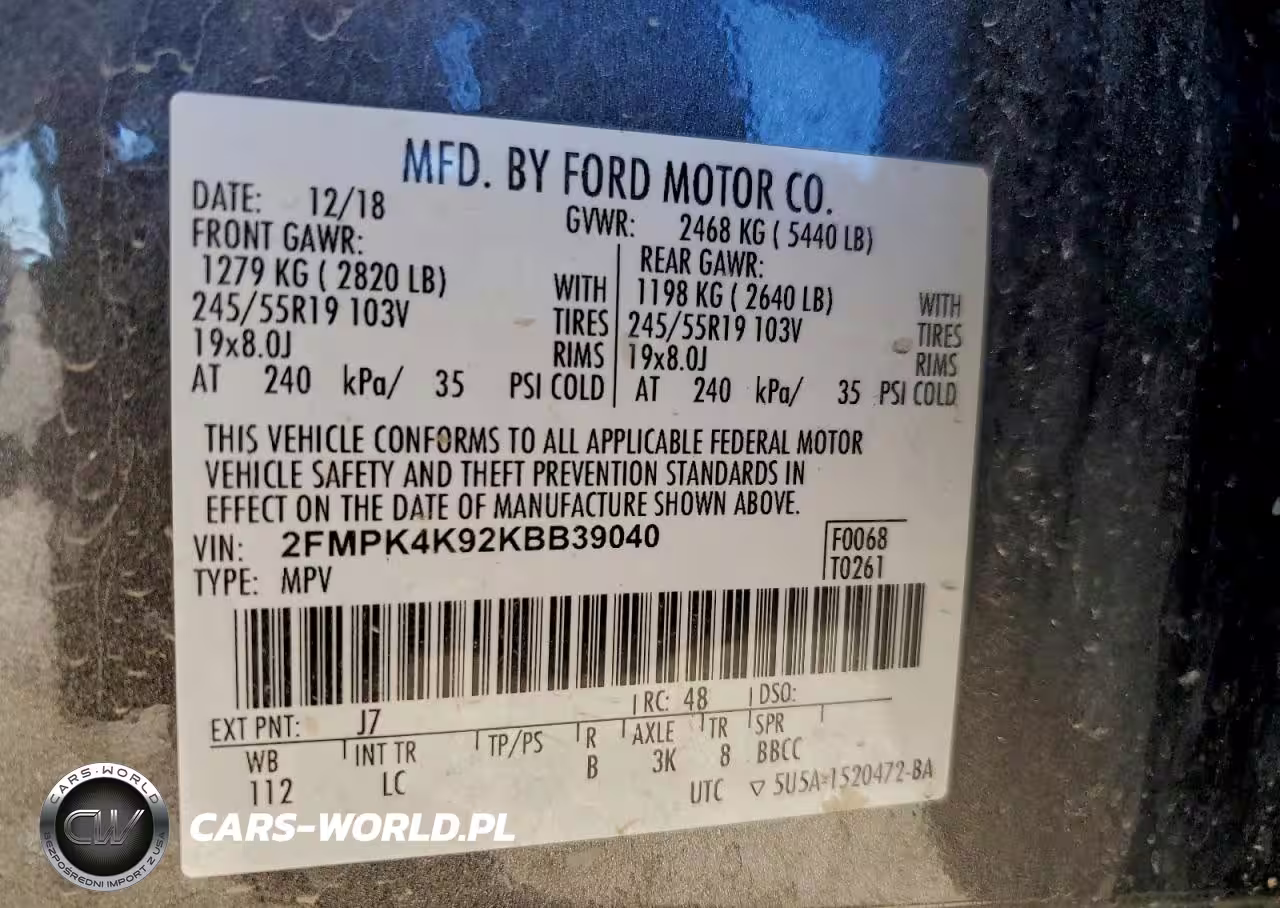 MFD. BY FORD MOTOR CO.
DATE: 12/18
GVWR: 2468 KG ( 5440 LB)
FRONT GAWR:
1279 KG ( 2820 LB) WITH
245/55R19 103V TIRES
19x8.0J RIMS
AT 240 kPa/ 35 PSI COLD
REAR GAWR:
1198 KG ( 2640 LB) WITH
245/55R19 103V TIRES
19x8.0J RIMS
AT 240 kPa/ 35 PSI COLD
THIS VEHICLE CONFORMS TO ALL APPLICABLE FEDERAL MOTOR
VEHICLE SAFETY AND THEFT PREVENTION STANDARDS IN
EFFECT ON THE DATE OF MANUFACTURE SHOWN ABOVE.
VIN: 2FMPK4K92KBB39040
TYPE: MPV
F0068
T0261
EXT PNT: J7 RC: 48 DSO:
WB INT TR TP/PS R AXLE TR SPR
112 LC B 3K 8 BBCC
UTC ▽ 5U5A-1520472-BA
CARS-WORLD
CW
BEZPOŚREDNI IMPORT Z USA
CARS-WORLD.PL